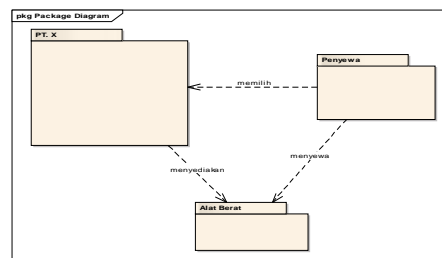 pkg Package Diagram
PT. X
Penyewa
memilih
menyewa
menyediakan
Alat Berat